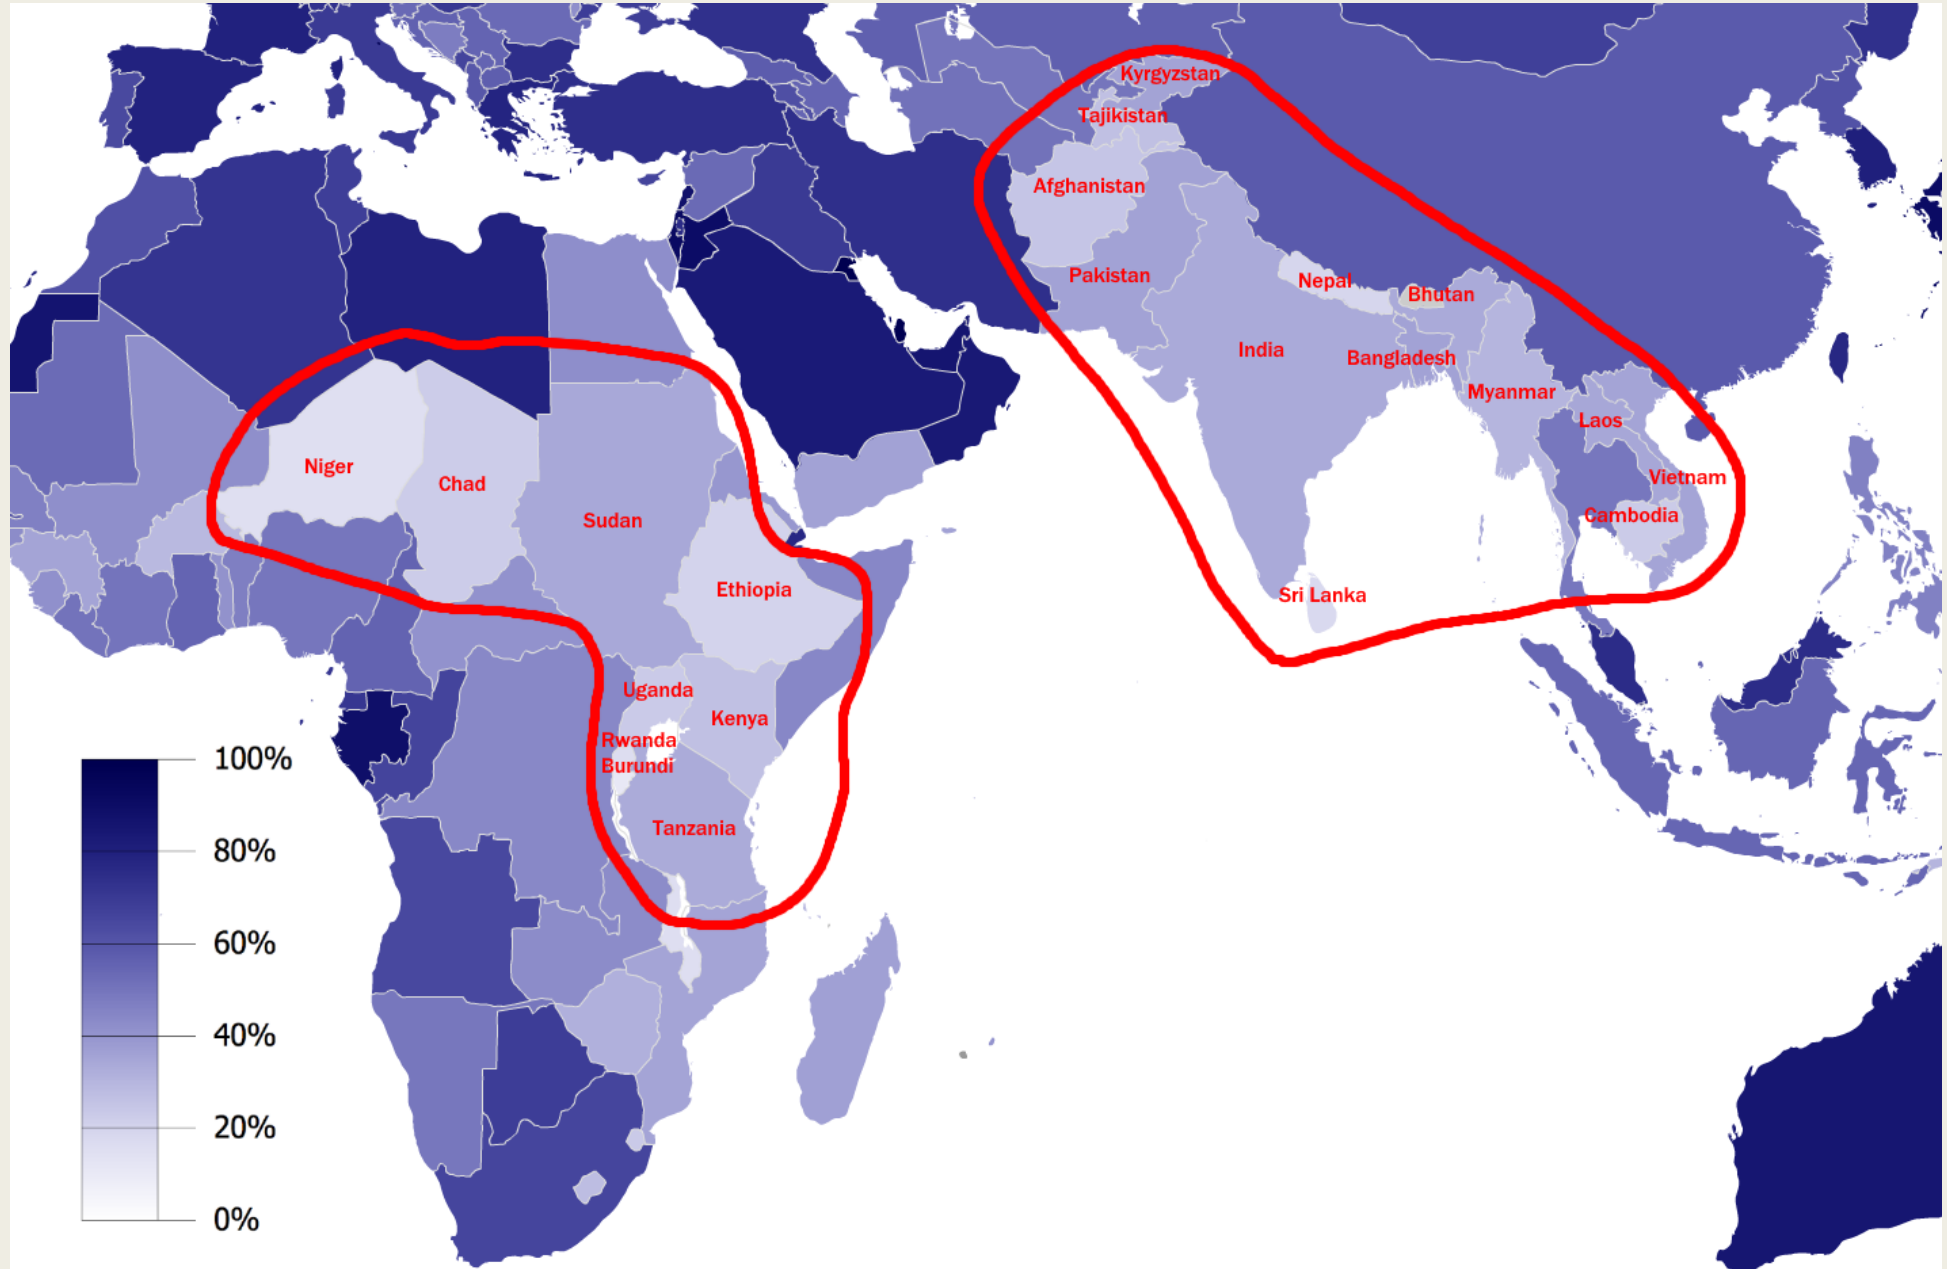 Kyrgyzstan
Tajikistan
Afghanistan
Pakistan
Nepal
Bhutan
India
Bangladesh
Myanmar
Laos
Vietnam
Cambodia
Sri Lanka
Niger
Chad
Sudan
Ethiopia
Uganda
Kenya
Rwanda
Burundi
Tanzania
100%
80%
60%
40%
20%
0%